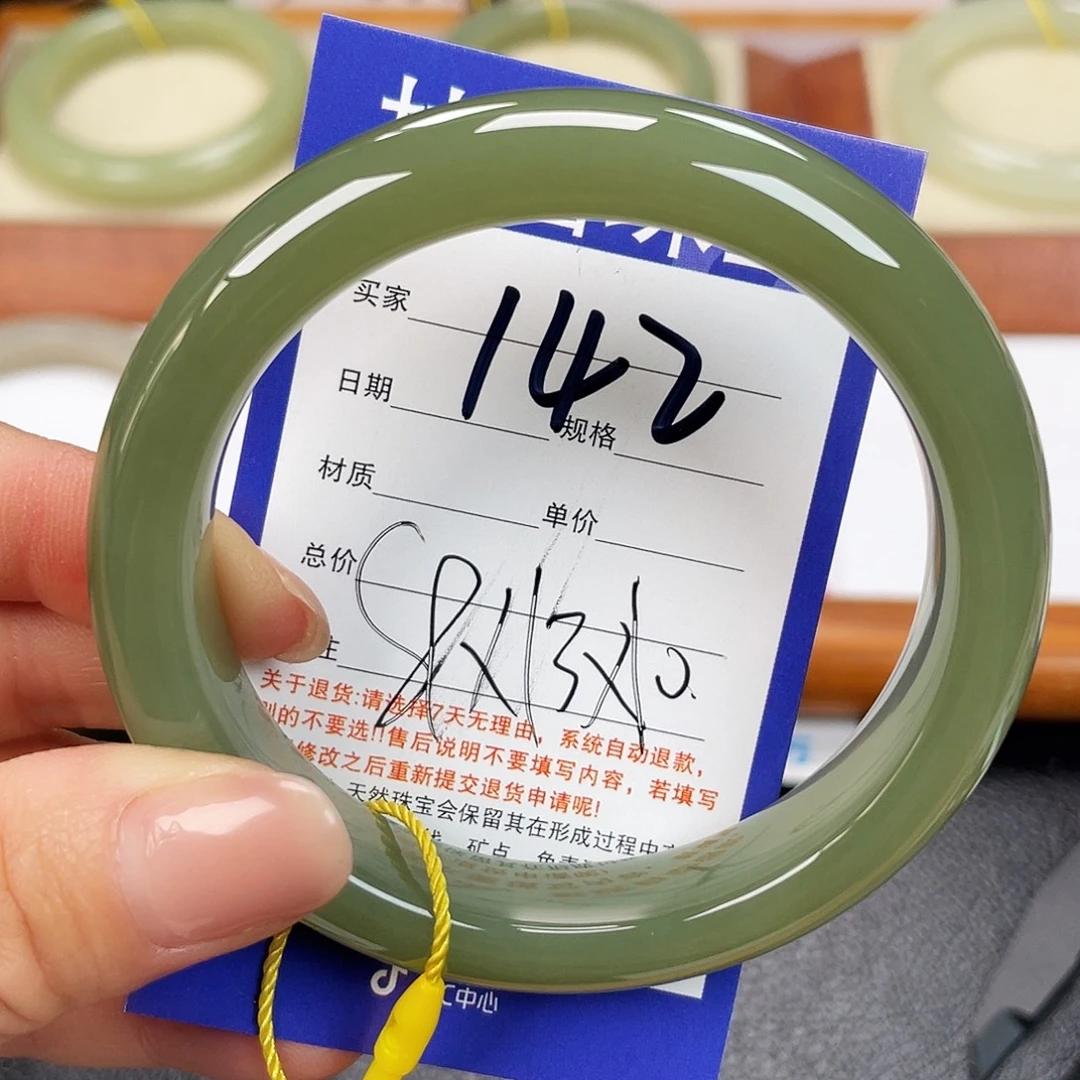 买家
142
日期 规格
材质 单价
总价
58x13x10.
注
关于退货:请选择7天无理由,系统自动退款,
别的不要选!!售后说明不要填写内容,若填写
修改之后重新提交退货申请呢!
天然珠宝会保留其在形成过程中
矿点
中心